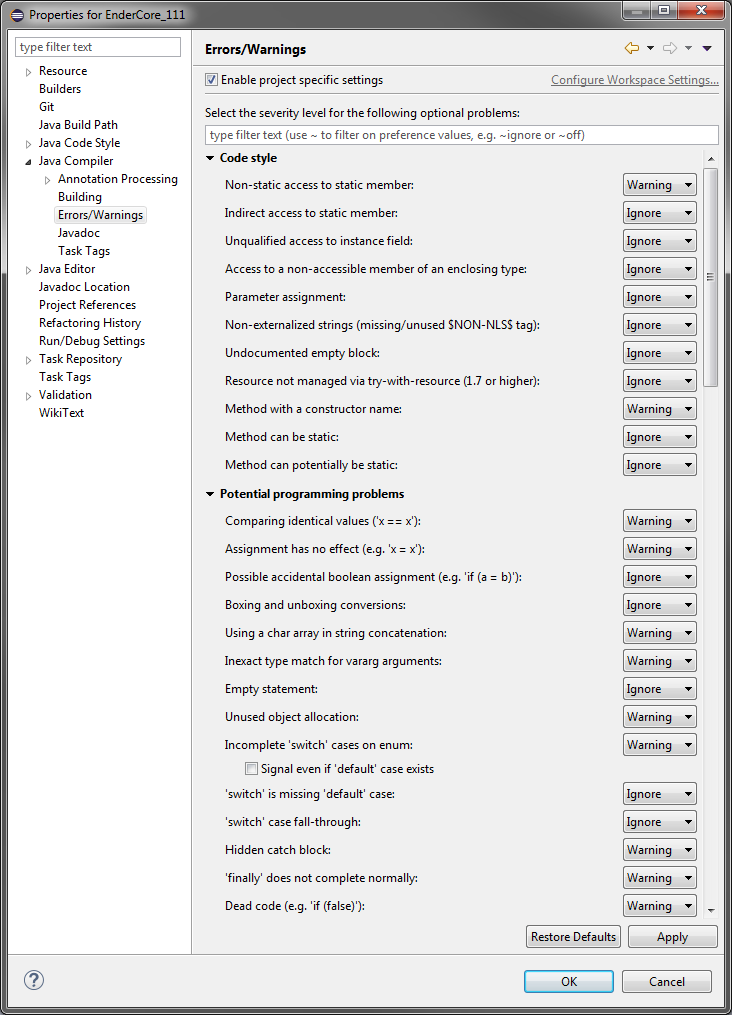 Properties for EnderCore_111
type filter text
Resource
Builders
Git
Java Build Path
Java Code Style
Java Compiler
Annotation Processing
Building
Errors/Warnings
Javadoc
Task Tags
Java Editor
Javadoc Location
Project References
Refactoring History
Run/Debug Settings
Task Repository
Task Tags
Validation
WikiText
Errors/Warnings
Enable project specific settings Configure Workspace Settings...
Select the severity level for the following optional problems:
type filter text (use ~ to filter on preference values, e.g. ~ignore or ~off)
Code style
Non-static access to static member: Warning
Indirect access to static member: Ignore
Unqualified access to instance field: Ignore
Access to a non-accessible member of an enclosing type: Ignore
Parameter assignment: Ignore
Non-externalized strings (missing/unused $NON-NLS$ tag): Ignore
Undocumented empty block: Ignore
Resource not managed via try-with-resource (1.7 or higher): Ignore
Method with a constructor name: Warning
Method can be static: Ignore
Method can potentially be static: Ignore
Potential programming problems
Comparing identical values ('x == x'): Warning
Assignment has no effect (e.g. 'x = x'): Warning
Possible accidental boolean assignment (e.g. 'if (a = b)'): Ignore
Boxing and unboxing conversions: Ignore
Using a char array in string concatenation: Warning
Inexact type match for vararg arguments: Warning
Empty statement: Ignore
Unused object allocation: Warning
Incomplete 'switch' cases on enum: Warning
Signal even if 'default' case exists
'switch' is missing 'default' case: Ignore
'switch' case fall-through: Ignore
Hidden catch block: Warning
'finally' does not complete normally: Warning
Dead code (e.g. 'if (false)'): Warning
Restore Defaults Apply
? OK Cancel